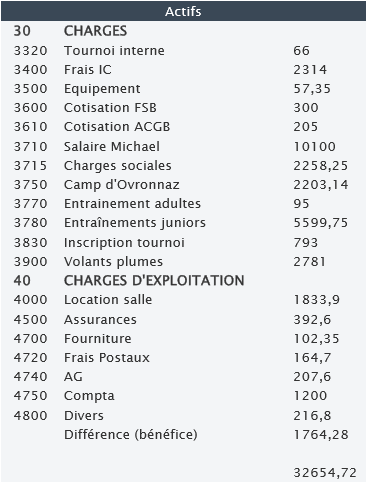 Actifs
30 CHARGES
3320 Tournoi interne 66
3400 Frais IC 2314
3500 Equipement 57,35
3600 Cotisation FSB 300
3610 Cotisation ACGB 205
3710 Salaire Michael 10100
3715 Charges sociales 2258,25
3750 Camp d'Ovronnaz 2203,14
3770 Entrainement adultes 95
3780 Entraînements juniors 5599,75
3830 Inscription tournoi 793
3900 Volants plumes 2781
40 CHARGES D'EXPLOITATION
4000 Location salle 1833,9
4500 Assurances 392,6
4700 Fourniture 102,35
4720 Frais Postaux 164,7
4740 AG 207,6
4750 Compta 1200
4800 Divers 216,8
Différence (bénéfice) 1764,28
32654,72